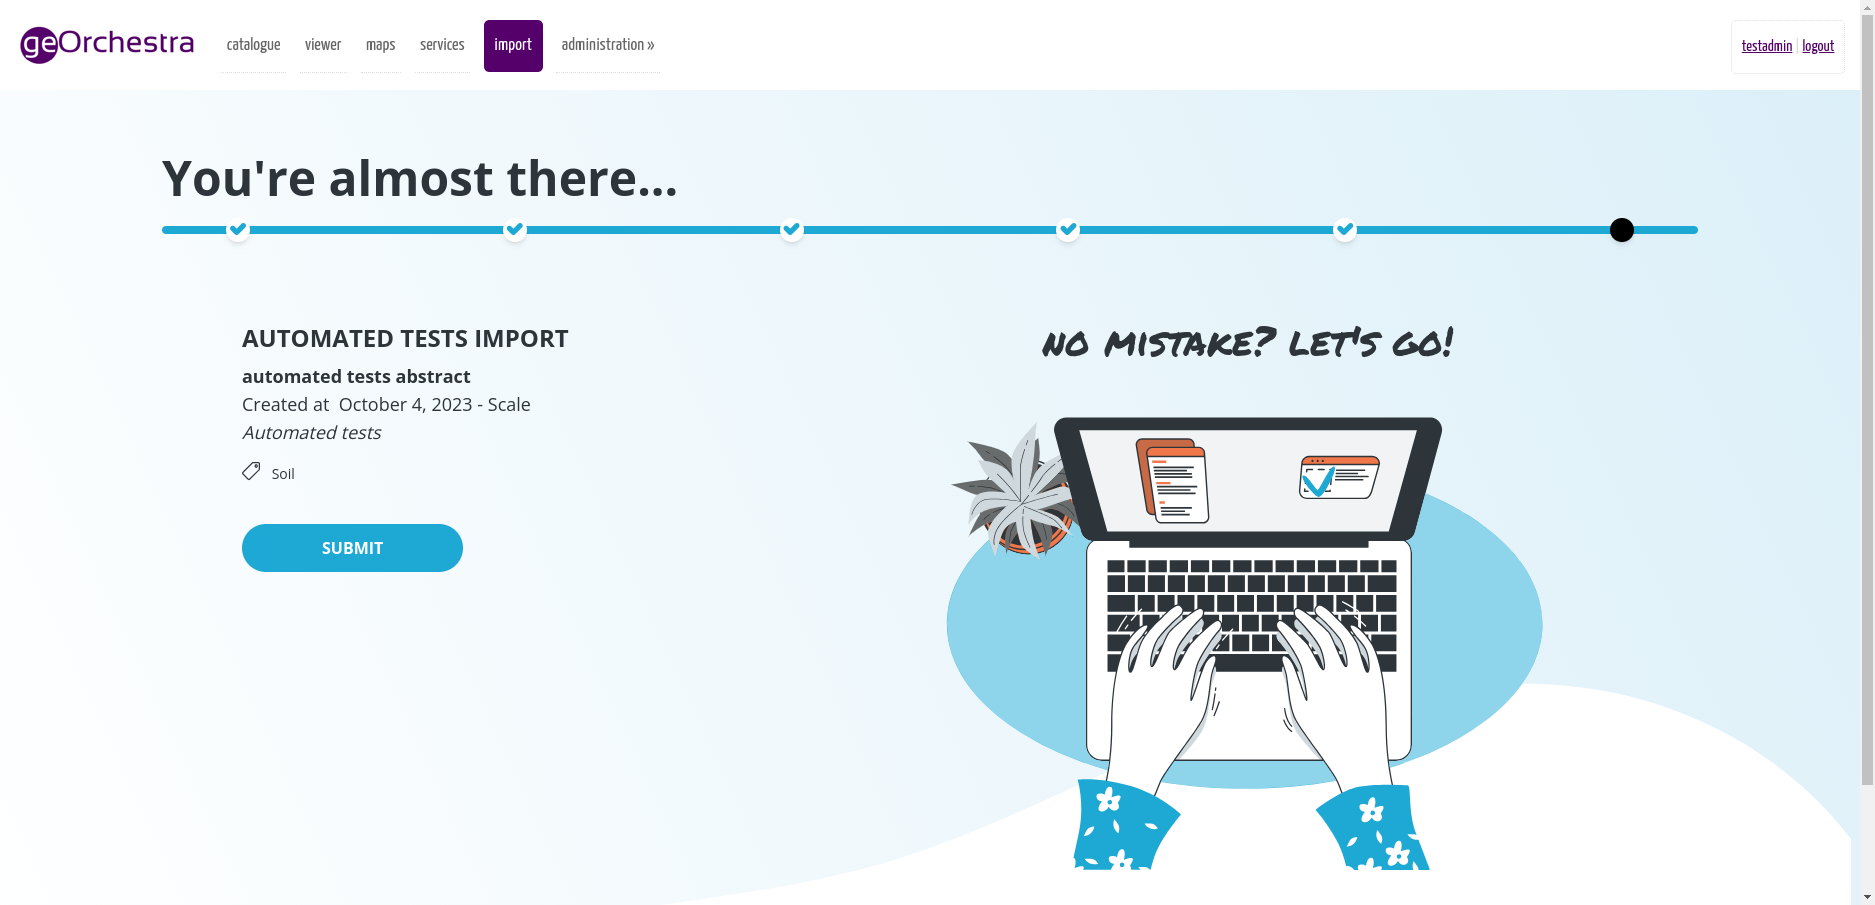 geOrchestra
catalogue
viewer
maps
services
import
administration »
testadmin | logout
You're almost there...
AUTOMATED TESTS IMPORT
automated tests abstract
Created at  October 4, 2023 - Scale
Automated tests
Soil
SUBMIT
NO MISTAKE? LET'S GO!